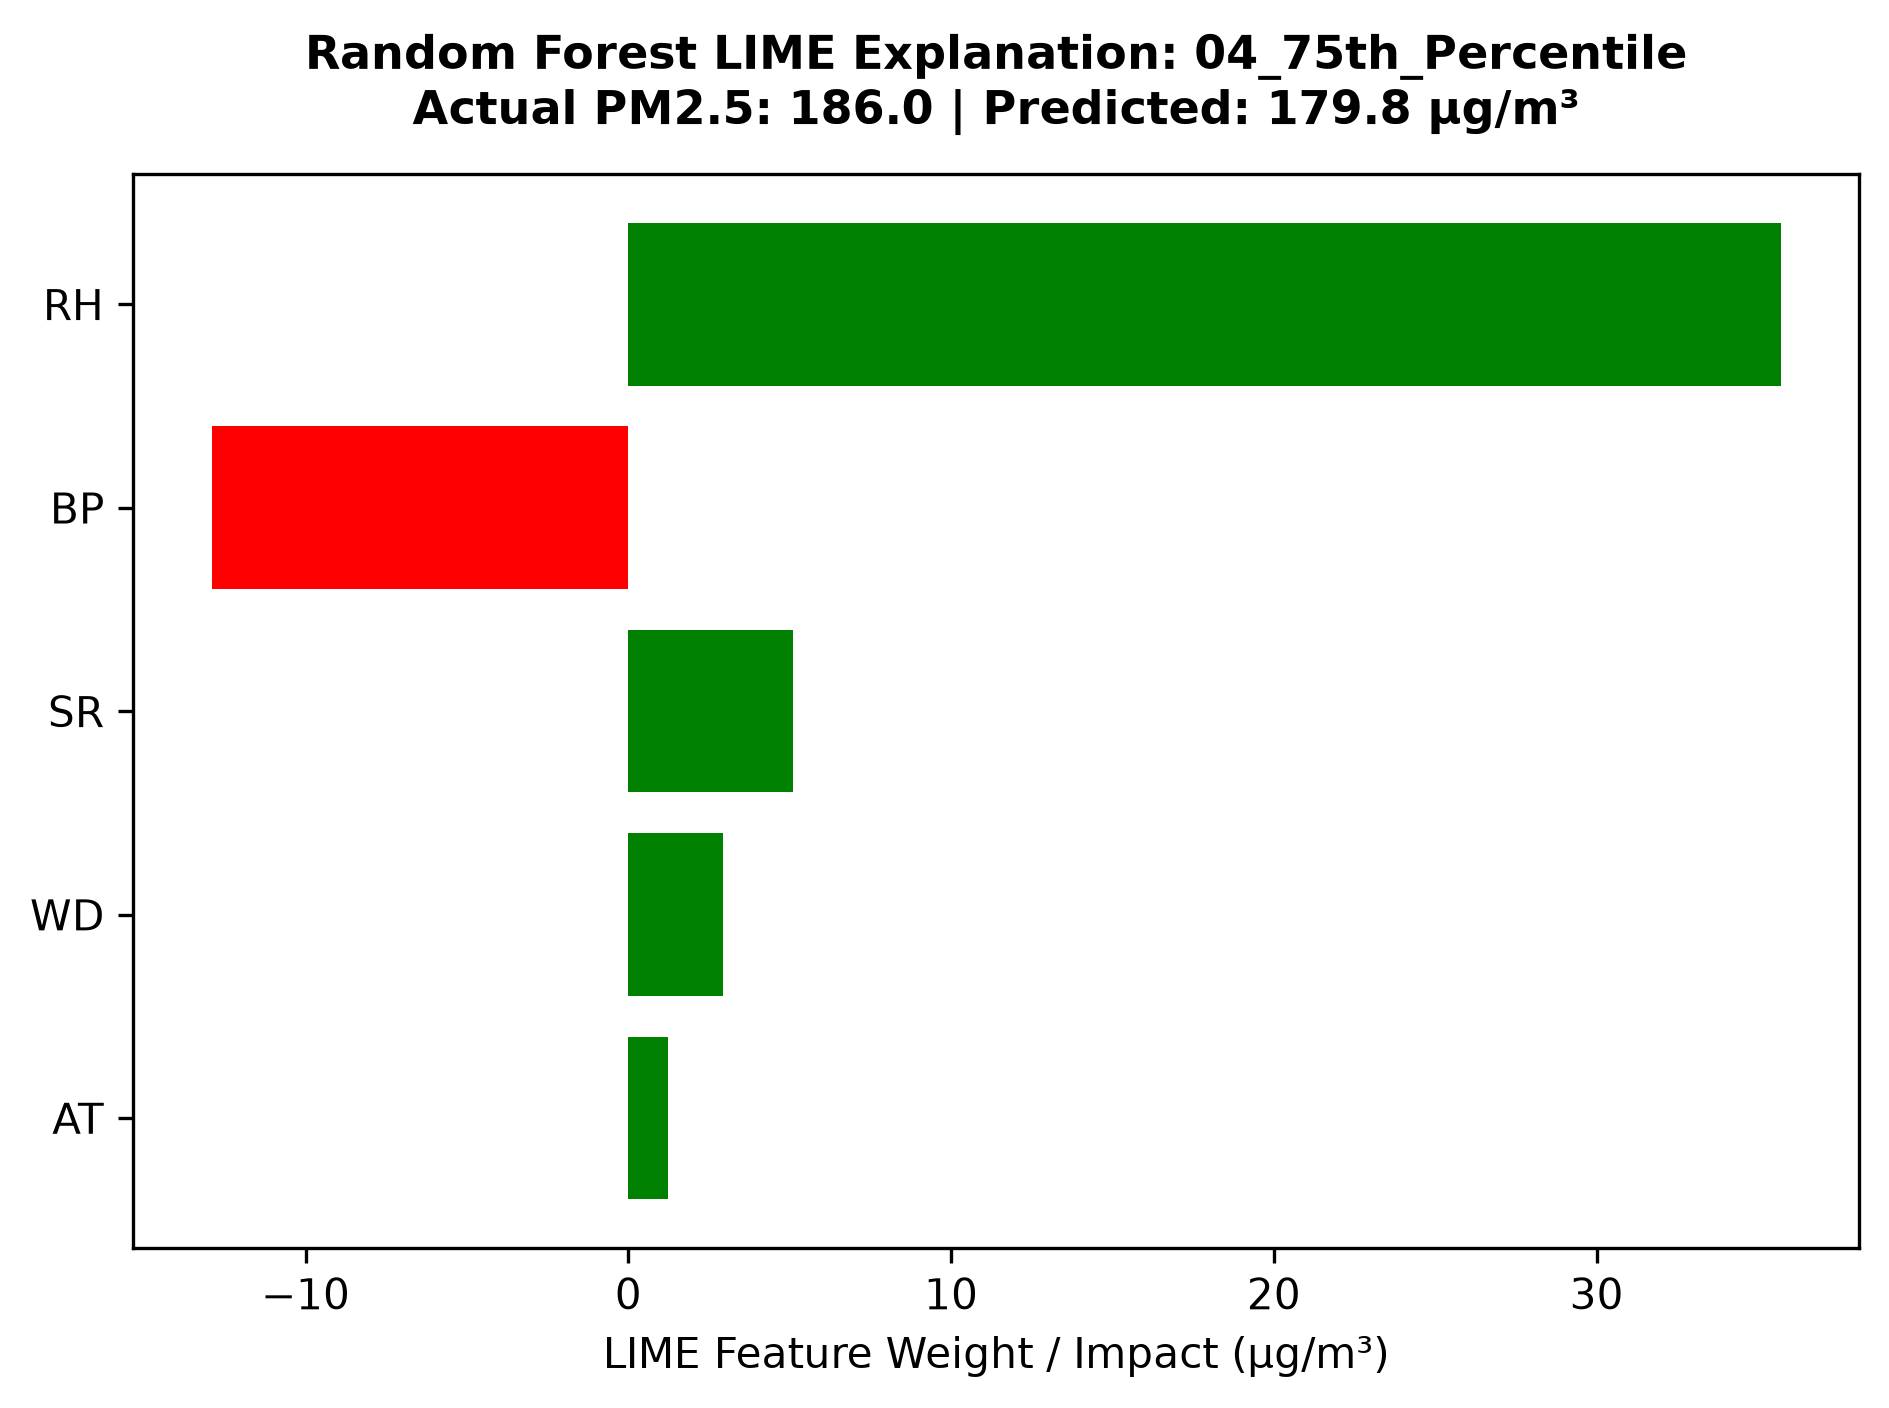 Random Forest LIME Explanation: 04_75th_Percentile
Actual PM2.5: 186.0 | Predicted: 179.8 µg/m³
RH
BP
SR
WD
AT
−10 0 10 20 30
LIME Feature Weight / Impact (µg/m³)